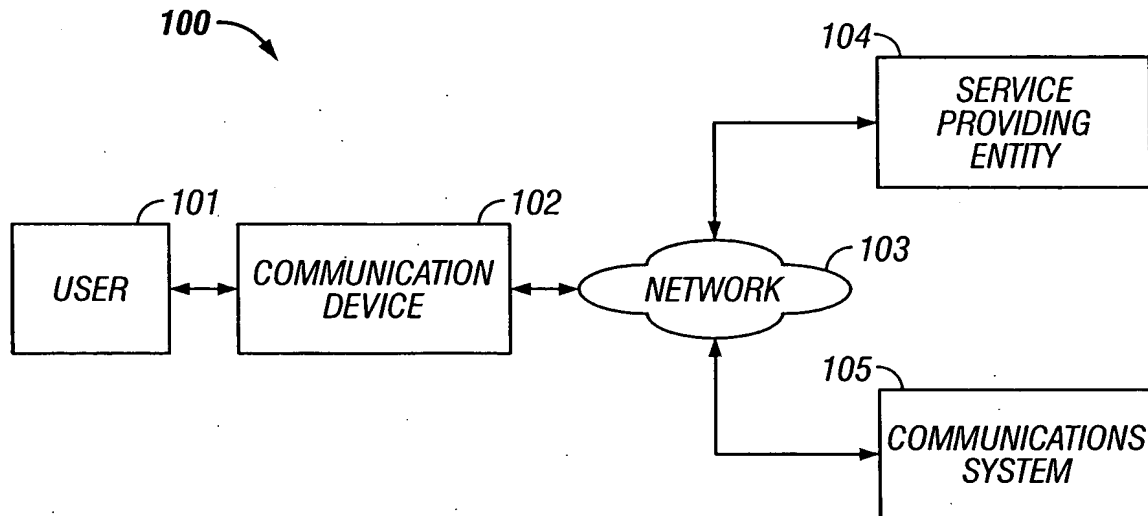 100
104
SERVICE
PROVIDING
ENTITY
101
102
USER
COMMUNICATION
DEVICE
103
NETWORK
105
COMMUNICATIONS
SYSTEM